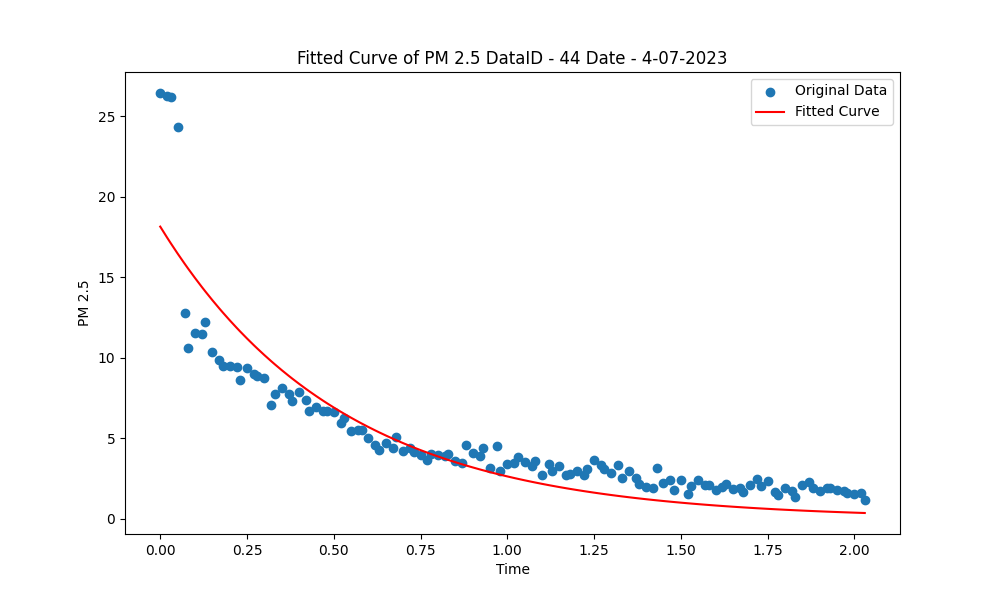 Fitted Curve of PM 2.5 DataID - 44 Date - 4-07-2023
Original Data
Fitted Curve
PM 2.5
25
20
15
10
5
0
0.00 0.25 0.50 0.75 1.00 1.25 1.50 1.75 2.00
Time